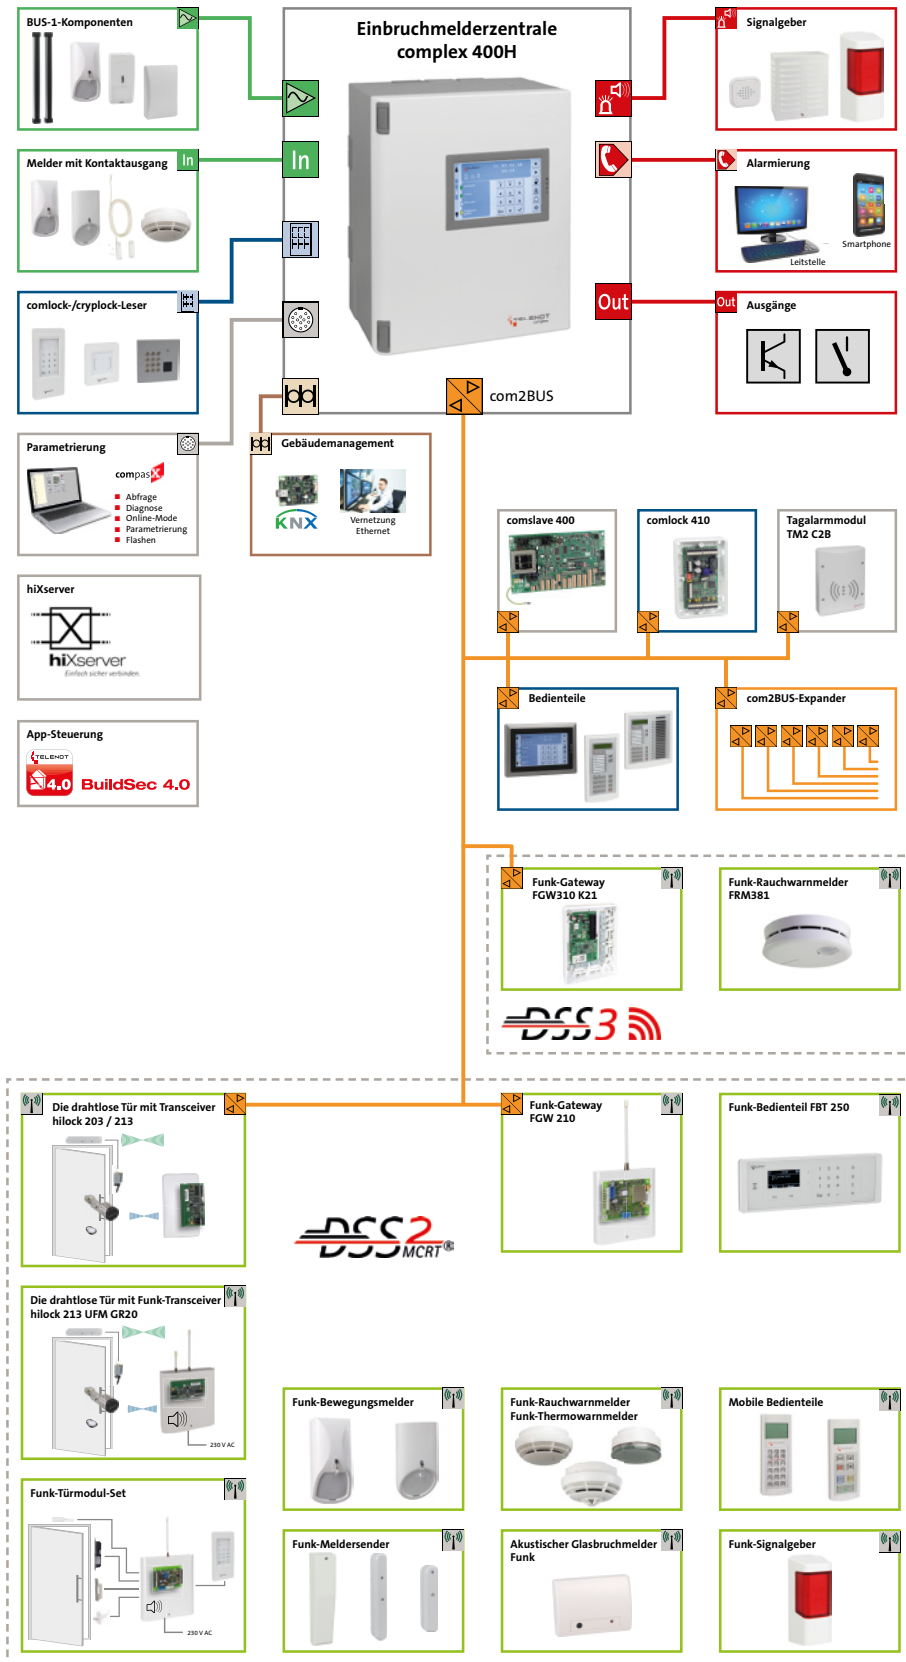 BUS-1-Komponenten
Einbruchmelderzentrale
complex 400H
Signalgeber
Melder mit Kontaktausgang
In
In
Alarmierung
Leitstelle
Smartphone
comlock-/cryplock-Leser
TELENOT
complex
Out
Out
Ausgänge
com2BUS
Parametrierung
compasX
Abfrage
Diagnose
Online-Mode
Parametrierung
Flashen
Gebäudemanagement
KNX
Vernetzung
Ethernet
comslave 400
comlock 410
Tagalarmmodul
TM2 C2B
hiXserver
hiXserver
Einfach sicher verbinden.
Bedienteile
com2BUS-Expander
App-Steuerung
TELENOT
4.0
BuildSec 4.0
Funk-Gateway
FGW310 K21
Funk-Rauchwarnmelder
FRM381
DSS3
Die drahtlose Tür mit Transceiver
hilock 203 / 213
Funk-Gateway
FGW 210
Funk-Bedienteil FBT 250
DSS2
MCRT®
Die drahtlose Tür mit Funk-Transceiver
hilock 213 UFM GR20
230 V AC
Funk-Bewegungsmelder
Funk-Rauchwarnmelder
Funk-Thermowarnmelder
Mobile Bedienteile
Funk-Türmodul-Set
230 V AC
Funk-Meldersender
Akustischer Glasbruchmelder
Funk
Funk-Signalgeber